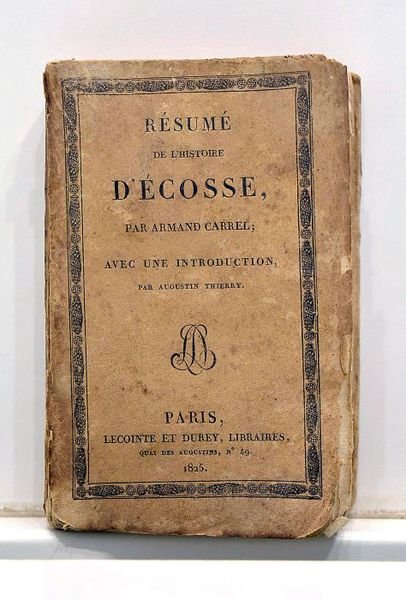 RÉSUMÉ
DE L'HISTOIRE
D'ÉCOSSE,
PAR ARMAND CARREL;
AVEC UNE INTRODUCTION,
PAR AUGUSTIN THIERRY.
PARIS,
LECOINTE ET DUREY, LIBRAIRES,
QUAI DES AUGUSTINS, N° 49.
1825.